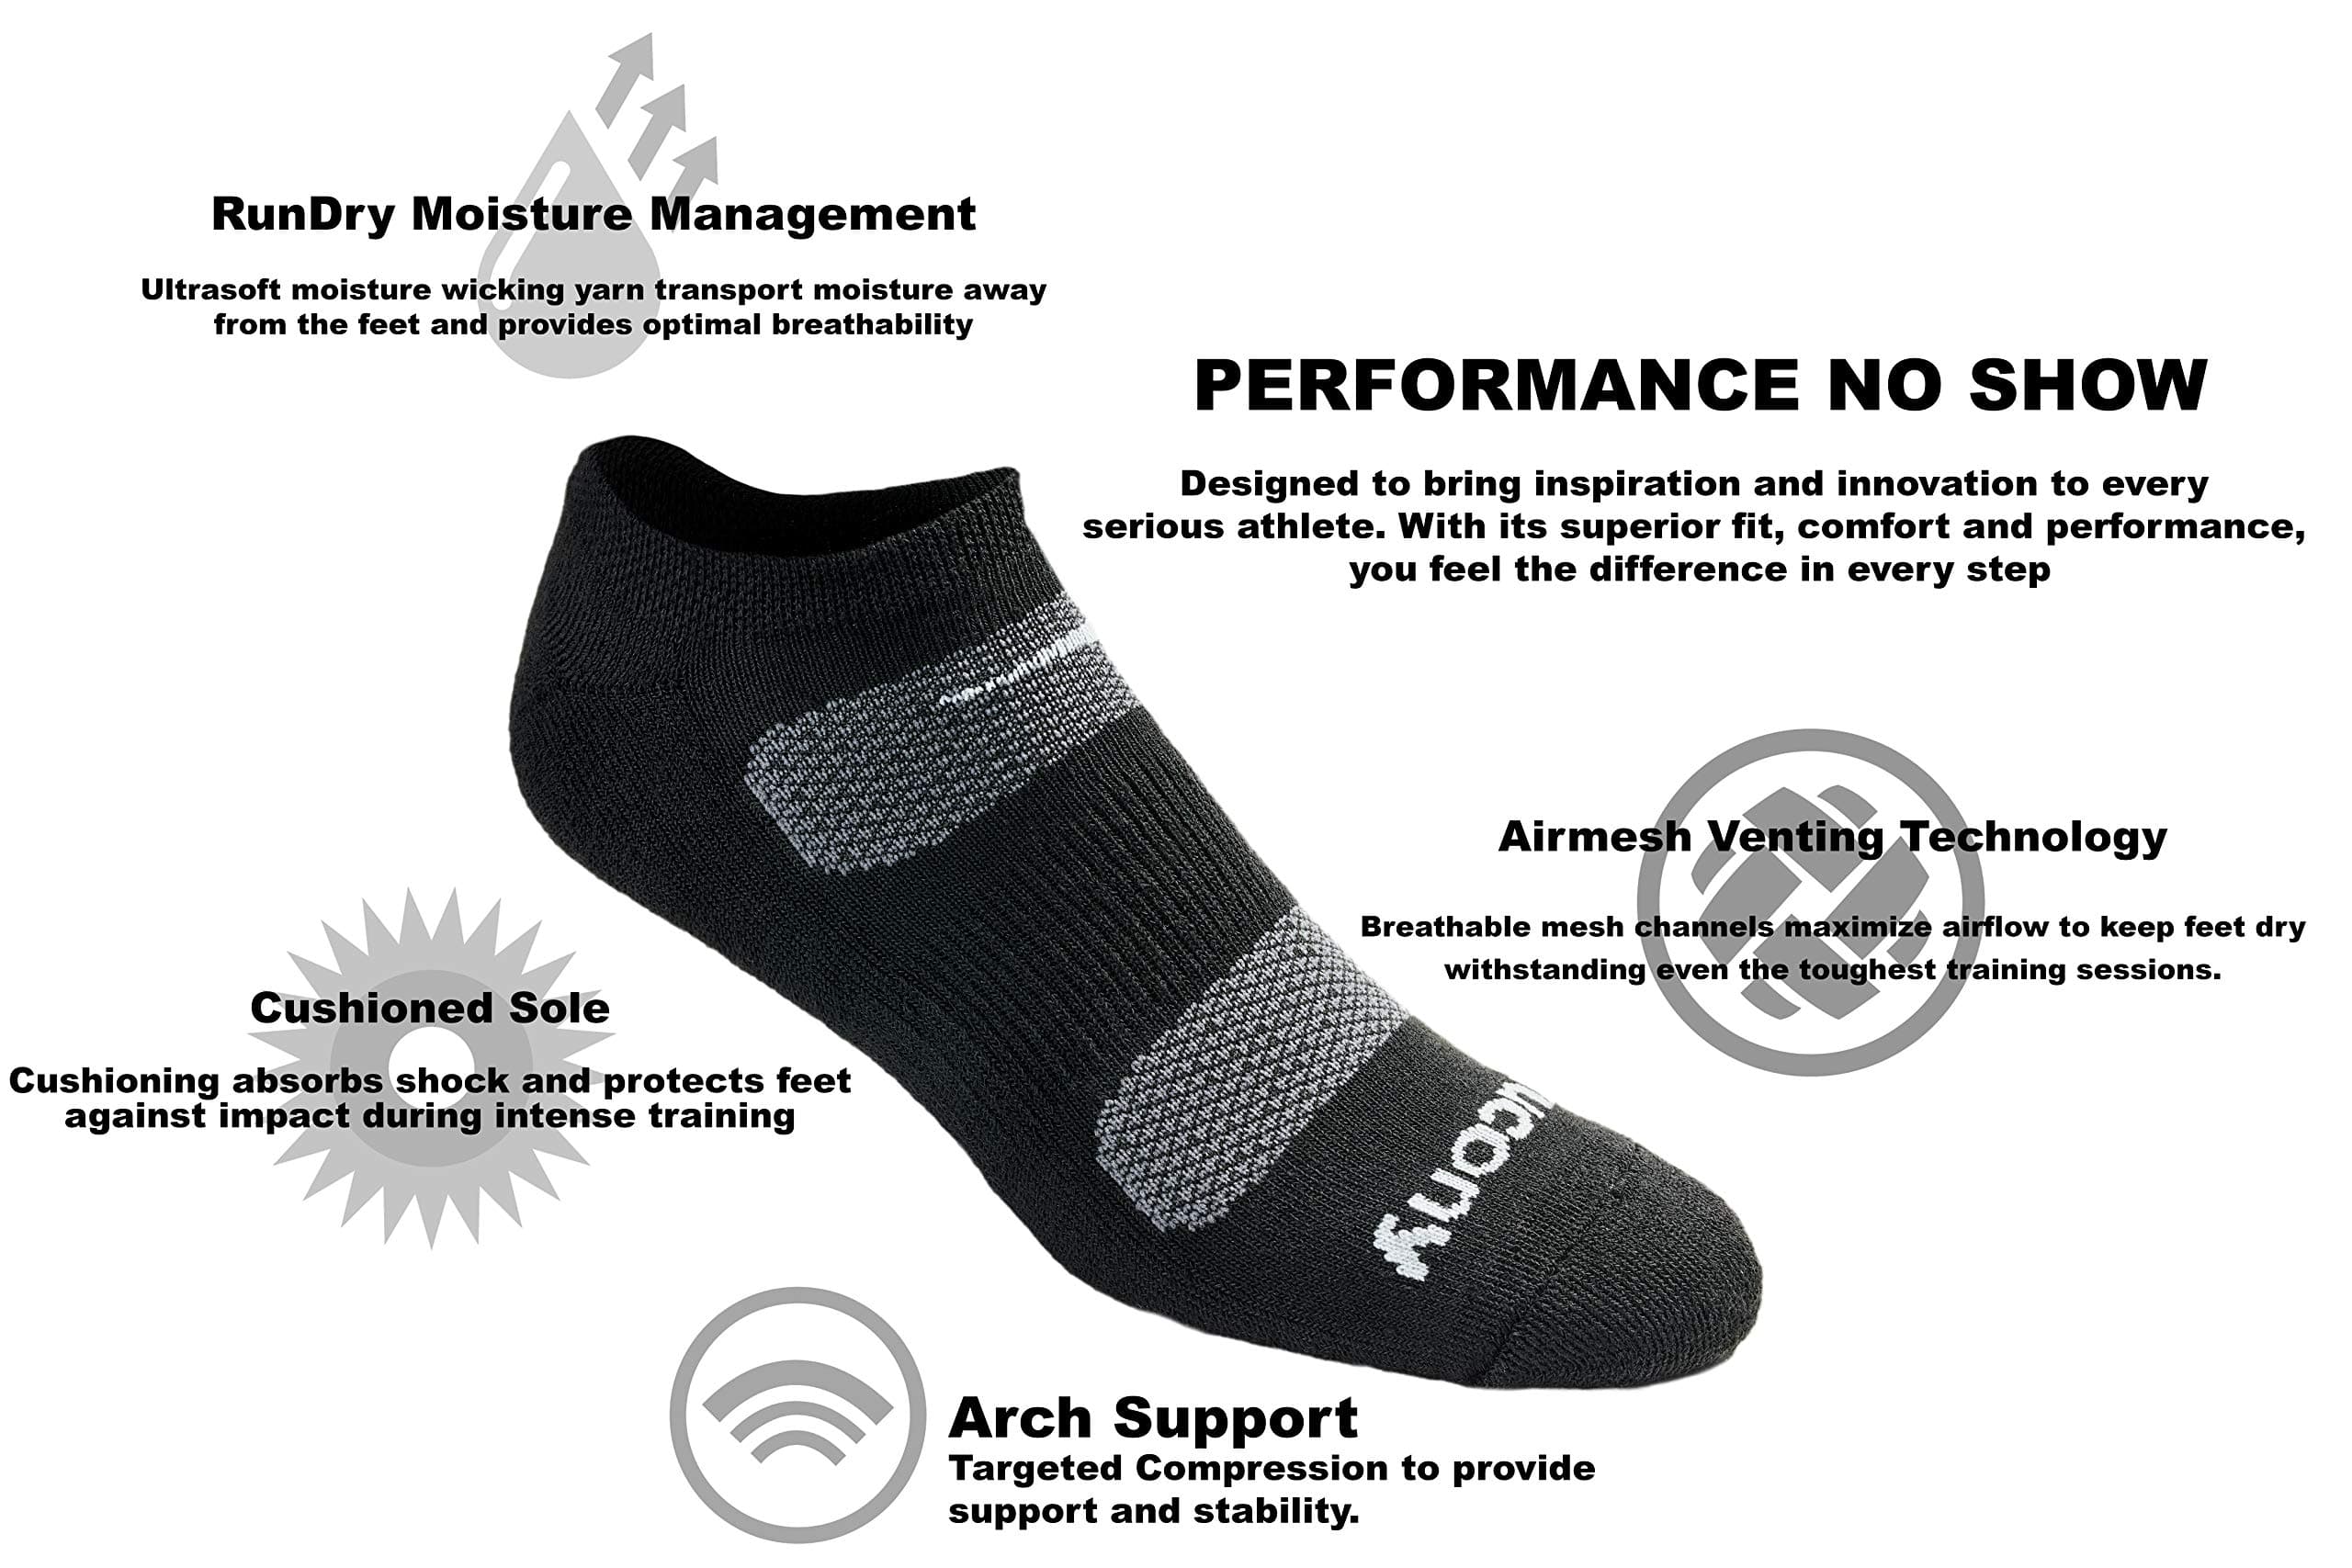 RunDry Moisture Management
Ultrasoft moisture wicking yarn transport moisture away
from the feet and provides optimal breathability
PERFORMANCE NO SHOW
Designed to bring inspiration and innovation to every
serious athlete. With its superior fit, comfort and performance,
you feel the difference in every step
Airmesh Venting Technology
Breathable mesh channels maximize airflow to keep feet dry
withstanding even the toughest training sessions.
Cushioned Sole
Cushioning absorbs shock and protects feet
against impact during intense training
ucony
Arch Support
Targeted Compression to provide
support and stability.